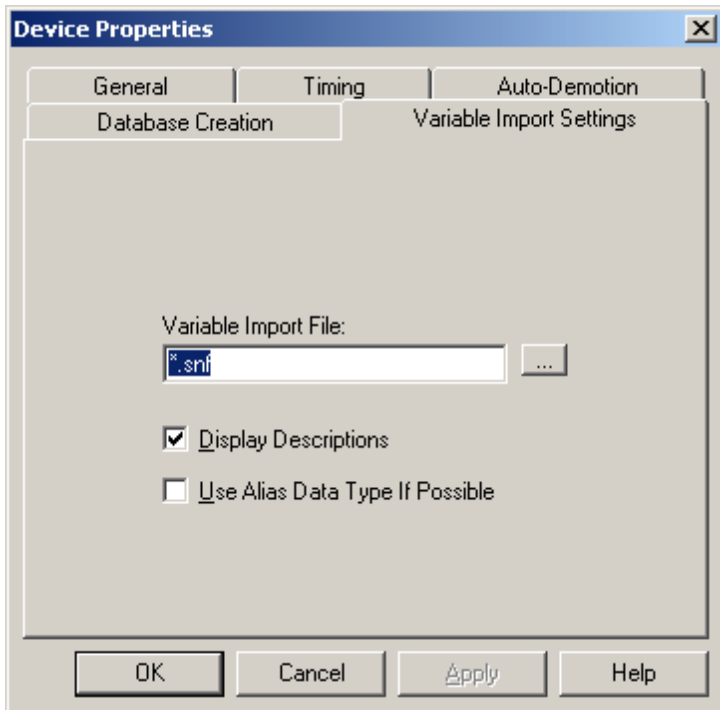 Device Properties
General
Timing
Auto-Demotion
Database Creation
Variable Import Settings
Variable Import File:
*.snf
...
Display Descriptions
Use Alias Data Type If Possible
OK
Cancel
Apply
Help